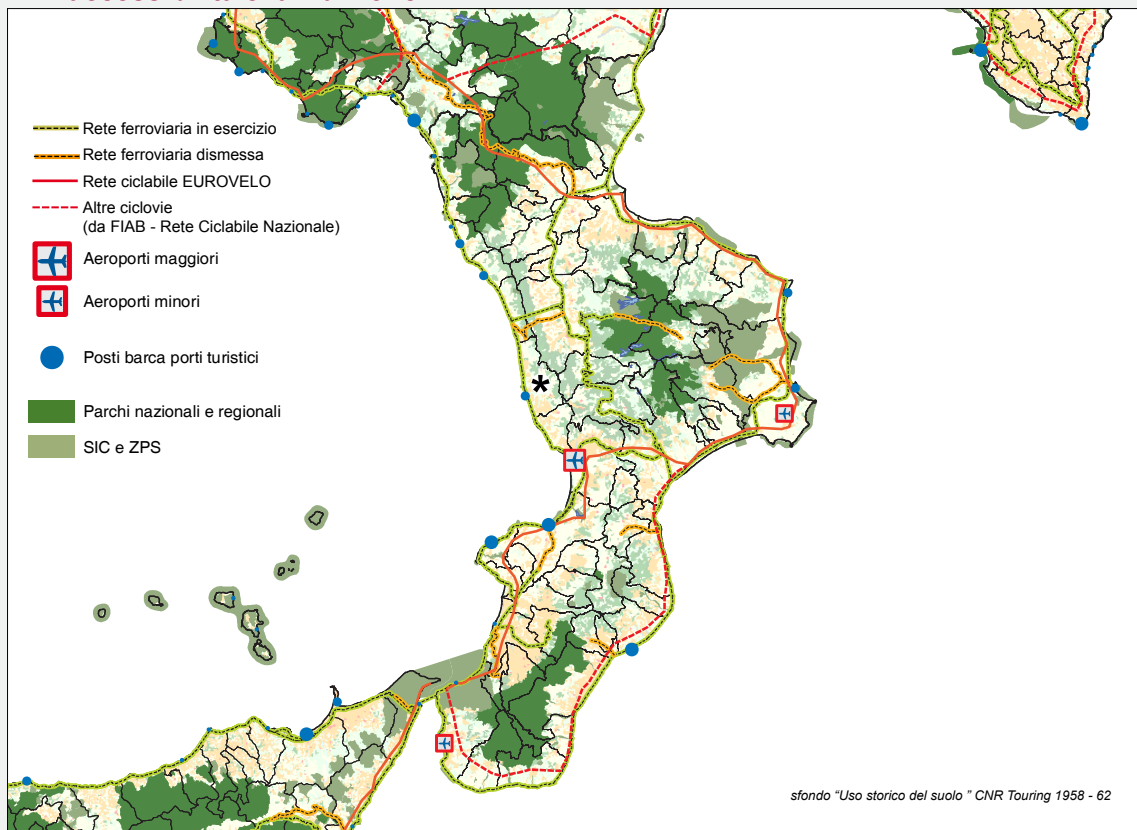 Rete ferroviaria in esercizio
Rete ferroviaria dismessa
Rete ciclabile EUROVELO
Altre ciclovie
(da FIAB - Rete Ciclabile Nazionale)
Aeroporti maggiori
Aeroporti minori
Posti barca porti turistici
Parchi nazionali e regionali
SIC e ZPS
*
sfondo “Uso storico del suolo ” CNR Touring 1958 - 62